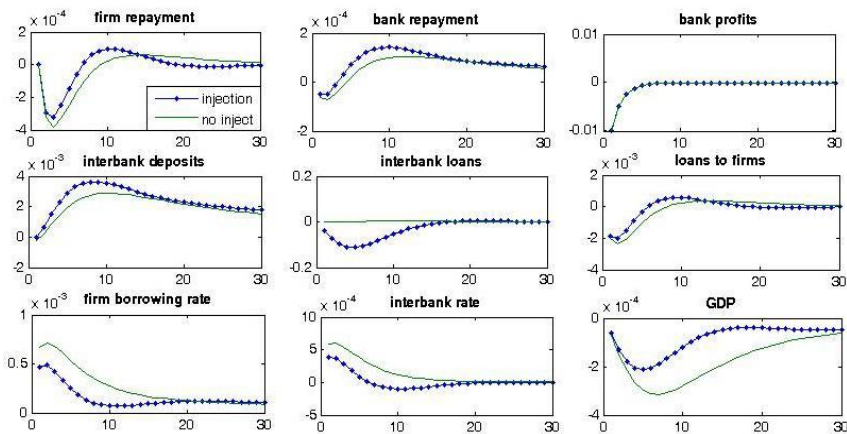 firm repayment
x 10⁻⁴
2
0
-2
-4
0 10 20 30
injection
no inject
bank repayment
x 10⁻⁴
2
0
-2
0 10 20 30
bank profits
0.01
0
-0.01
0 10 20 30
interbank deposits
x 10⁻³
4
2
0
-2
0 10 20 30
interbank loans
0.2
0
0.2
0 10 20 30
loans to firms
x 10⁻³
2
0
-2
-4
0 10 20 30
firm borrowing rate
x 10⁻³
1
0.5
0
0 10 20 30
interbank rate
x 10⁻⁴
10
5
0
-5
0 10 20 30
GDP
x 10⁻⁴
0
-2
-4
0 10 20 30